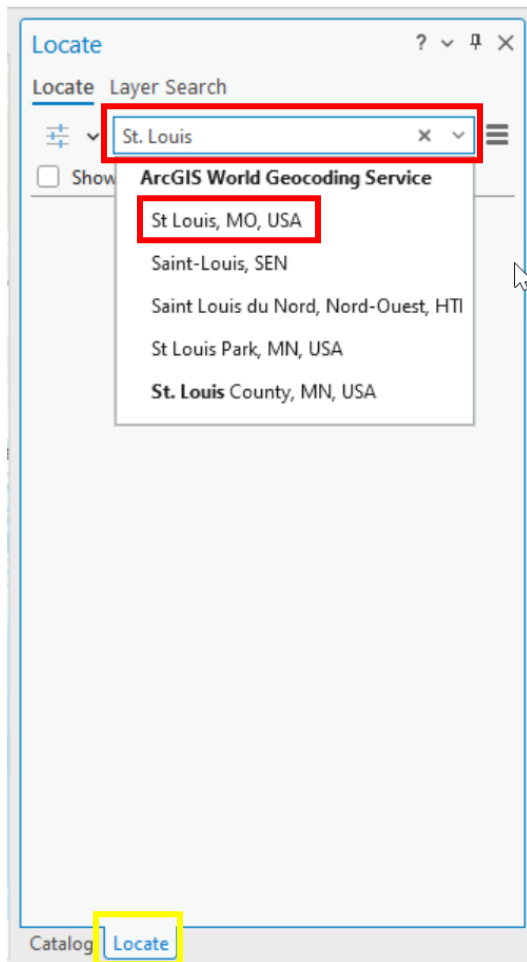 Locate ?
Locate Layer Search
St. Louis
Show
ArcGIS World Geocoding Service
St Louis, MO, USA
Saint-Louis, SEN
Saint Louis du Nord, Nord-Ouest, HTI
St Louis Park, MN, USA
St. Louis County, MN, USA
Catalog Locate